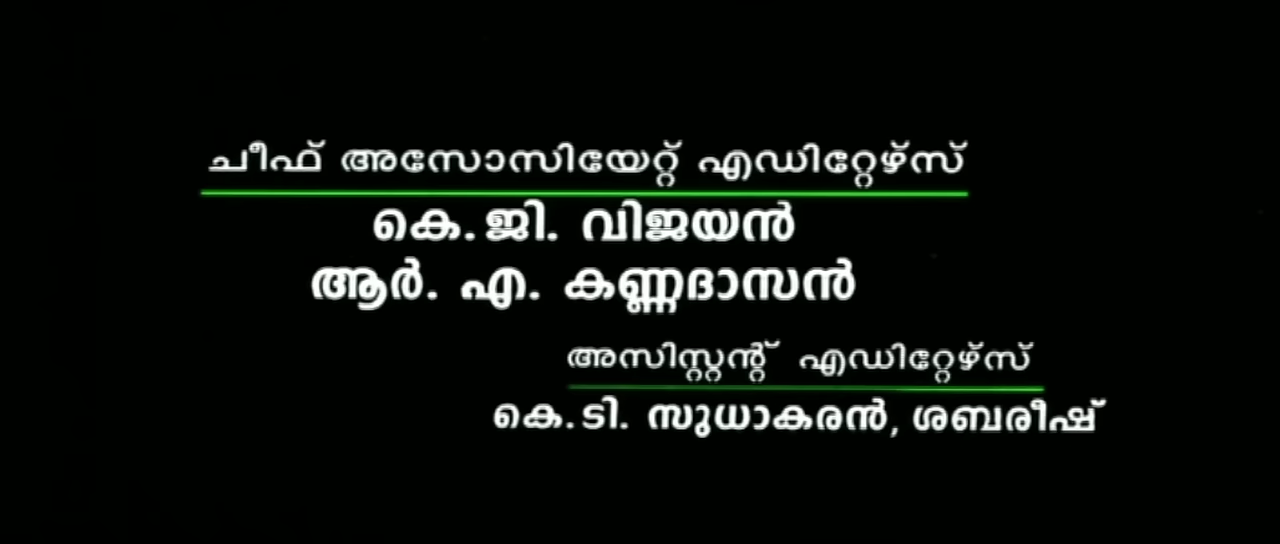 ചീഫ് അസോസിയേറ്റ് എഡിറ്റേഴ്സ്
കെ.ജി. വിജയൻ
ആർ. എ. കണ്ണദാസൻ
അസിസ്റ്റന്റ് എഡിറ്റേഴ്സ്
കെ.ടി. സുധാകരൻ, ശബരീഷ്